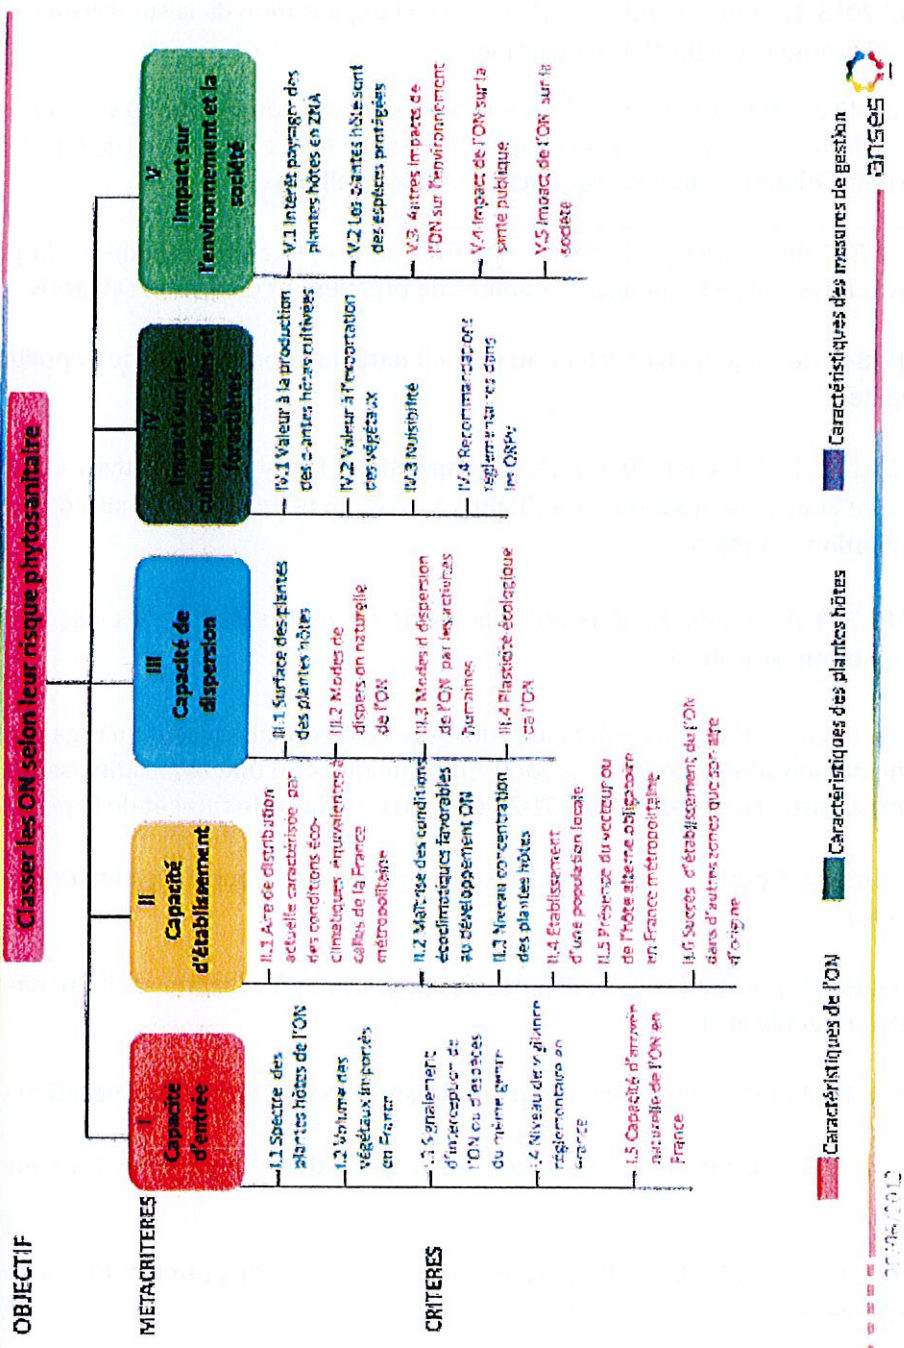 OBJECTIF
Classer les ON selon leur risque phytosanitaire
METACRITERES
I
Capacité
d'entrée
II
Capacité
d'établissement
III
Capacité de
dispersion
IV
Impact sur les
cultures agricoles et
forestières
V
Impact sur
l'environnement et la
société
CRITERES
I.1 Spectre des
plantes hôtes de l'ON
I.2 Volume des
végétaux importés
en France
I.3 Signalement
d'interception de
l'ON ou d'espèces
du même genre
I.4 Niveau de vigilance
réglementaire en
France
I.5 Capacité d'arrivée
naturelle de l'ON en
France
II.1 Aire de distribution
actuelle caractérisée par
des conditions éco-
climatiques équivalentes à
celles de la France
métropolitaine
II.2 Maîtrise des conditions
écoclimatiques favorables
au développement ON
II.3 Niveau concentration
des plantes hôtes
II.4 Etablissement
d'une population locale
II.5 Présence du vecteur ou
de l'hôte alterne obligatoire
en France métropolitaine
II.6 Succès d'établissement de l'ON
dans d'autres zones que son aire
d'origine
III.1 Surface des plantes
des plantes hôtes
III.2 Modes de
dispersion naturelle
de l'ON
III.3 Modes d'dispersion
de l'ON par les activités
humaines
III.4 Plasticité écologique
de l'ON
IV.1 Valeur à la production
des plantes hôtes cultivées
IV.2 Valeur à l'exportation
des végétaux
IV.3 Nuisibilité
IV.4 Recommandations
réglementaires dans
les ORPV
V.1 Intérêt paysager des
plantes hôtes en ZNA
V.2 Les plantes hôte sont
des espèces protégées
V.3. Autres impacts de
l'ON sur l'environnement
V.4 Impact de l'ON sur la
santé publique
V.5 Impact de l'ON sur la
société
Caractéristiques de l'ON
Caractéristiques des plantes hôtes
Caractéristiques des mesures de gestion
anses